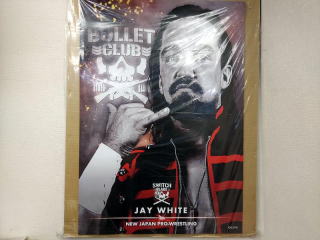 BULLET
CLUB
SWITCH
BLADE
JAY WHITE
NEW JAPAN PRO-WRESTLING